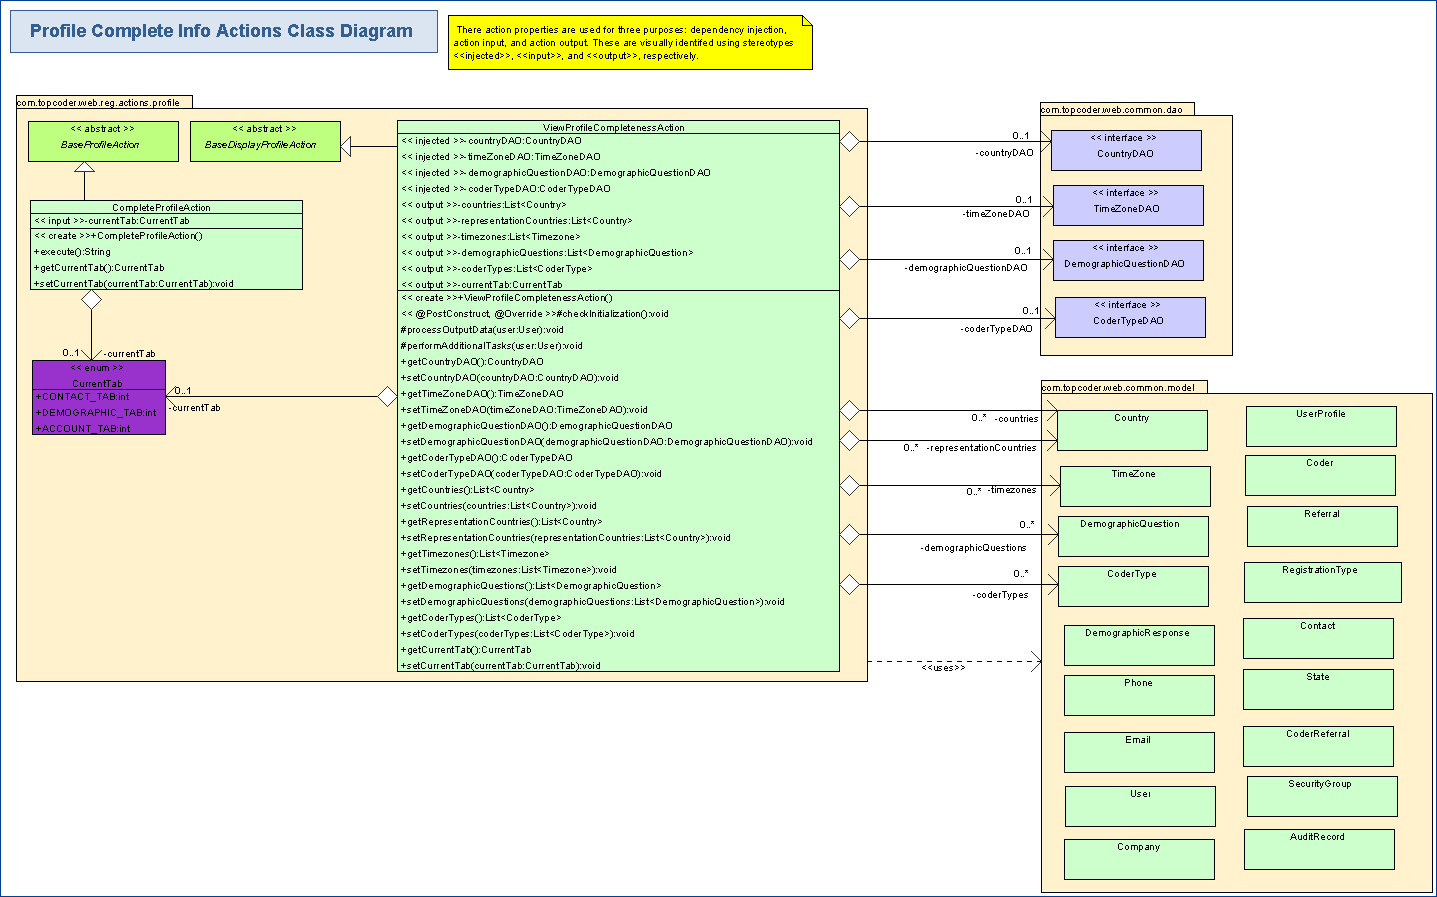 Profile Complete Info Actions Class Diagram
There action properties are used for three purposes: dependency injection,
action input, and action output. These are visually identifed using stereotypes
<<injected>>, <<input>>, and <<output>>, respectively.
com.topcoder.web.reg.actions.profile
<< abstract >>
BaseProfileAction
<< abstract >>
BaseDisplayProfileAction
CompleteProfileAction
<< input >>-currentTab:CurrentTab
<< create >>+CompleteProfileAction()
+execute():String
+getCurrentTab():CurrentTab
+setCurrentTab(currentTab:CurrentTab):void
0..1
-currentTab
<< enum >>
CurrentTab
+CONTACT_TAB:int
+DEMOGRAPHIC_TAB:int
+ACCOUNT_TAB:int
0..1
-currentTab
ViewProfileCompletenessAction
<< injected >>-countryDAO:CountryDAO
<< injected >>-timeZoneDAO:TimeZoneDAO
<< injected >>-demographicQuestionDAO:DemographicQuestionDAO
<< injected >>-coderTypeDAO:CoderTypeDAO
<< output >>-countries:List<Country>
<< output >>-representationCountries:List<Country>
<< output >>-timezones:List<Timezone>
<< output >>-demographicQuestions:List<DemographicQuestion>
<< output >>-coderTypes:List<CoderType>
<< output >>-currentTab:CurrentTab
<< create >>+ViewProfileCompletenessAction()
<< @PostConstruct, @Override >>#checkInitialization():void
#processOutputData(user:User):void
#performAdditionalTasks(user:User):void
+getCountryDAO():CountryDAO
+setCountryDAO(countryDAO:CountryDAO):void
+getTimeZoneDAO():TimeZoneDAO
+setTimeZoneDAO(timeZoneDAO:TimeZoneDAO):void
+getDemographicQuestionDAO():DemographicQuestionDAO
+setDemographicQuestionDAO(demographicQuestionDAO:DemographicQuestionDAO):void
+getCoderTypeDAO():CoderTypeDAO
+setCoderTypeDAO(coderTypeDAO:CoderTypeDAO):void
+getCountries():List<Country>
+setCountries(countries:List<Country>):void
+getRepresentationCountries():List<Country>
+setRepresentationCountries(representationCountries:List<Country>):void
+getTimezones():List<Timezone>
+setTimezones(timezones:List<Timezone>):void
+getDemographicQuestions():List<DemographicQuestion>
+setDemographicQuestions(demographicQuestions:List<DemographicQuestion>):void
+getCoderTypes():List<CoderType>
+setCoderTypes(coderTypes:List<CoderType>):void
+getCurrentTab():CurrentTab
+setCurrentTab(currentTab:CurrentTab):void
0..1
-countryDAO
0..1
-timeZoneDAO
0..1
-demographicQuestionDAO
0..1
-coderTypeDAO
0..* -countries
0..* -representationCountries
0..* -timezones
0..*
-demographicQuestions
0..*
-coderTypes
<<uses>>
com.topcoder.web.common.dao
<< interface >>
CountryDAO
<< interface >>
TimeZoneDAO
<< interface >>
DemographicQuestionDAO
<< interface >>
CoderTypeDAO
com.topcoder.web.common.model
Country
TimeZone
DemographicQuestion
CoderType
DemographicResponse
Phone
Email
User
Company
UserProfile
Coder
Referral
RegistrationType
Contact
State
CoderReferral
SecurityGroup
AuditRecord